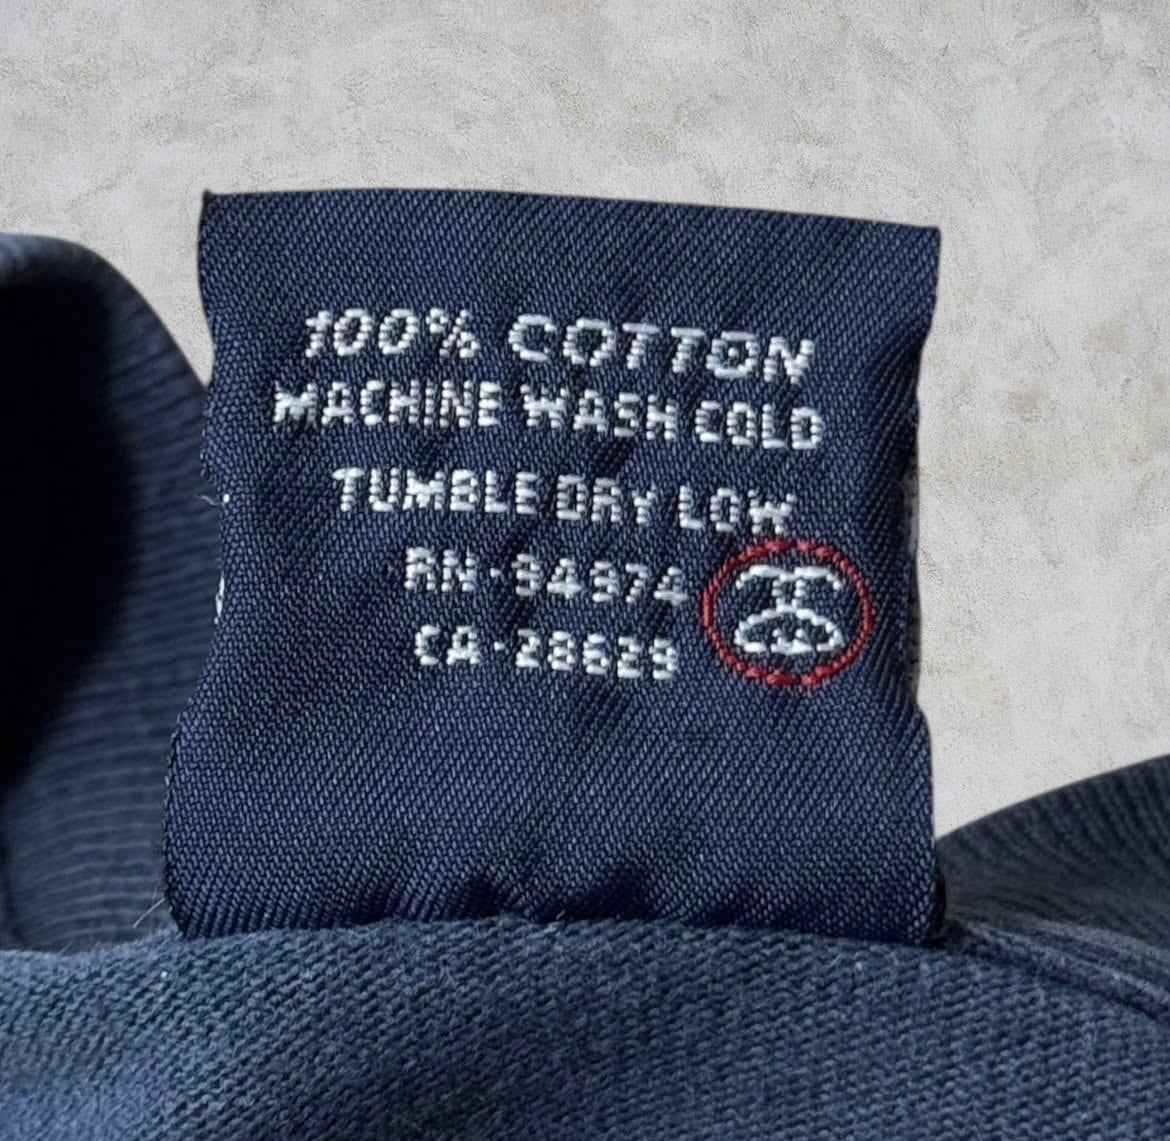 100% COTTON
MACHINE WASH COLD
TUMBLE DRY LOW
RN-94974
CA-28629